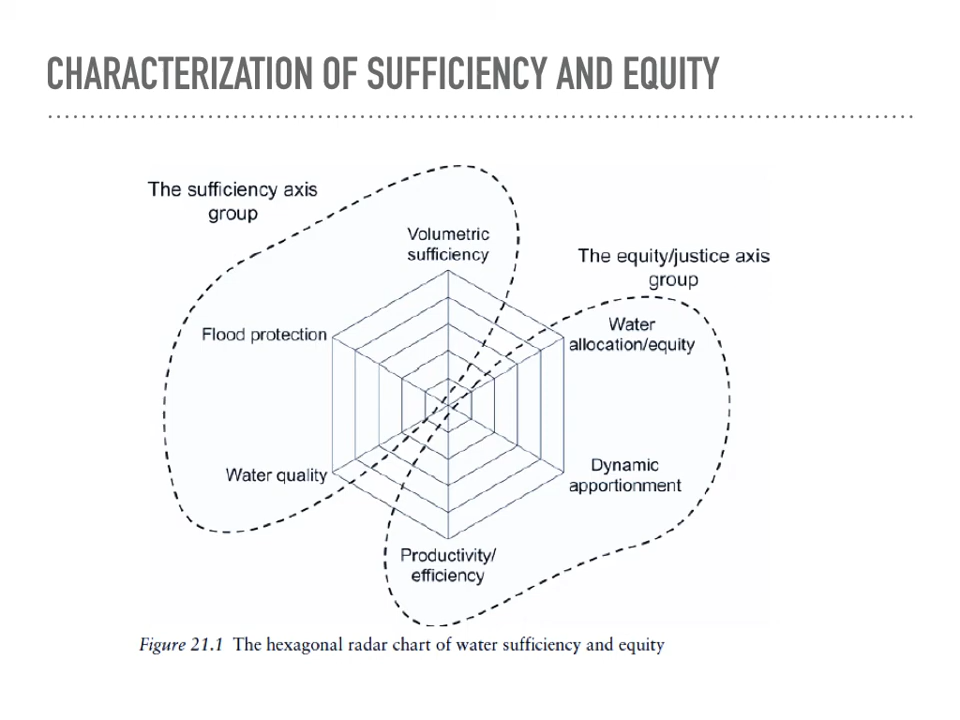 CHARACTERIZATION OF SUFFICIENCY AND EQUITY
The sufficiency axis
group
Volumetric
sufficiency
The equity/justice axis
group
Flood protection
Water
allocation/equity
Water quality
Dynamic
apportionment
Productivity/
efficiency
Figure 21.1 The hexagonal radar chart of water sufficiency and equity